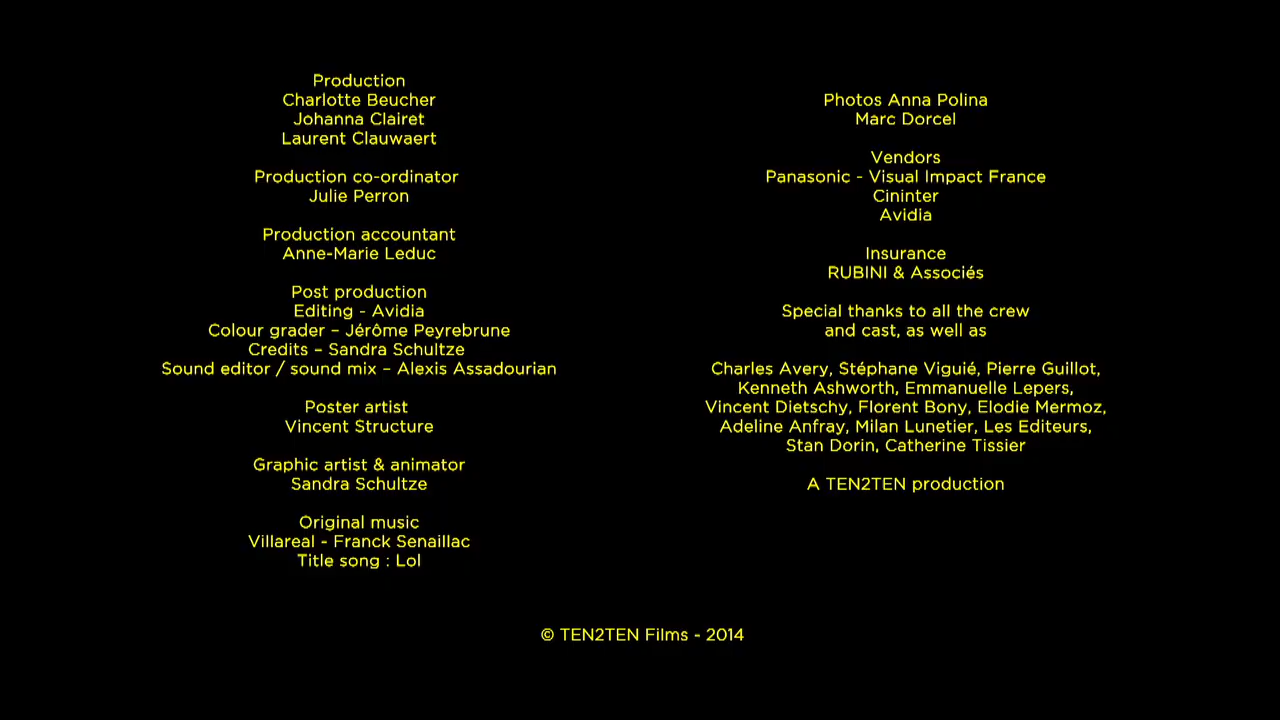 Production
Charlotte Beucher
Johanna Clairet
Laurent Clauwaert
Production co-ordinator
Julie Perron
Production accountant
Anne-Marie Leduc
Post production
Editing - Avidia
Colour grader – Jérôme Peyrebrune
Credits – Sandra Schultze
Sound editor / sound mix – Alexis Assadourian
Poster artist
Vincent Structure
Graphic artist & animator
Sandra Schultze
Original music
Villareal - Franck Senaillac
Title song : Lol
Photos Anna Polina
Marc Dorcel
Vendors
Panasonic - Visual Impact France
Cininter
Avidia
Insurance
RUBINI & Associés
Special thanks to all the crew
and cast, as well as
Charles Avery, Stéphane Viguié, Pierre Guillot,
Kenneth Ashworth, Emmanuelle Lepers,
Vincent Dietschy, Florent Bony, Elodie Mermoz,
Adeline Anfray, Milan Lunetier, Les Editeurs,
Stan Dorin, Catherine Tissier
A TEN2TEN production
© TEN2TEN Films - 2014